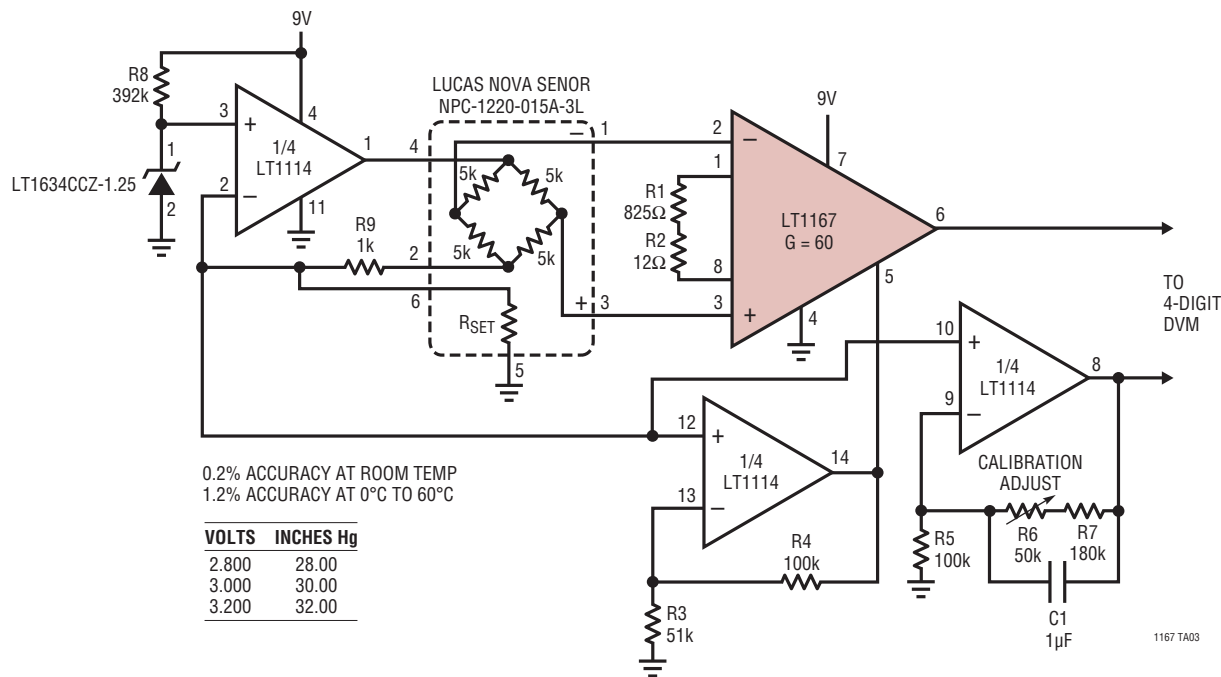 9V
R8
392k
3
+
4
1/4
LT1114
1
2
–
11
1
LT1634CCZ-1.25
2
R9
1k
LUCAS NOVA SENOR
NPC-1220-015A-3L
4
– 1
5k
5k
5k
5k
2
6
+ 3
RSET
5
9V
2
–
7
1
R1
825Ω
LT1167
G = 60
6
R2
12Ω
8
5
3
+
4
TO
4-DIGIT
DVM
10
+
1/4
LT1114
8
9
–
12
+
1/4
LT1114
14
13
–
CALIBRATION
ADJUST
R6
50k
R7
180k
R5
100k
R4
100k
R3
51k
C1
1µF
0.2% ACCURACY AT ROOM TEMP
1.2% ACCURACY AT 0°C TO 60°C
VOLTS INCHES Hg
2.800 28.00
3.000 30.00
3.200 32.00
1167 TA03